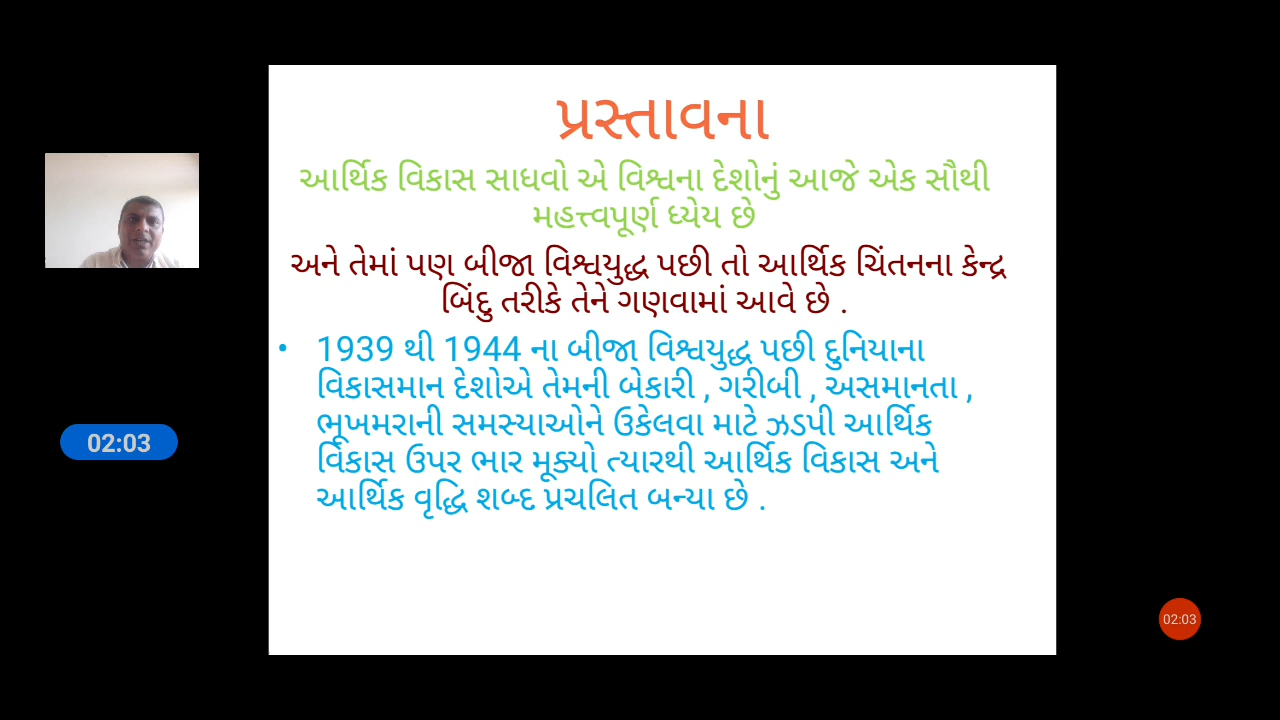 પ્રસ્તાવના
આર્થિક વિકાસ સાધવો એ વિશ્વના દેશોનું આજે એક સૌથી
મહત્ત્વપૂર્ણ ધ્યેય છે
અને તેમાં પણ બીજા વિશ્વયુદ્ધ પછી તો આર્થિક ચિંતનના કેન્દ્ર
બિંદુ તરીકે તેને ગણવામાં આવે છે .
• 1939 થી 1944 ના બીજા વિશ્વયુદ્ધ પછી દુનિયાના
વિકાસમાન દેશોએ તેમની બેકારી , ગરીબી , અસમાનતા ,
ભૂખમરાની સમસ્યાઓને ઉકેલવા માટે ઝડપી આર્થિક
વિકાસ ઉપર ભાર મૂક્યો ત્યારથી આર્થિક વિકાસ અને
આર્થિક વૃદ્ધિ શબ્દ પ્રચલિત બન્યા છે .
02:03
02:03